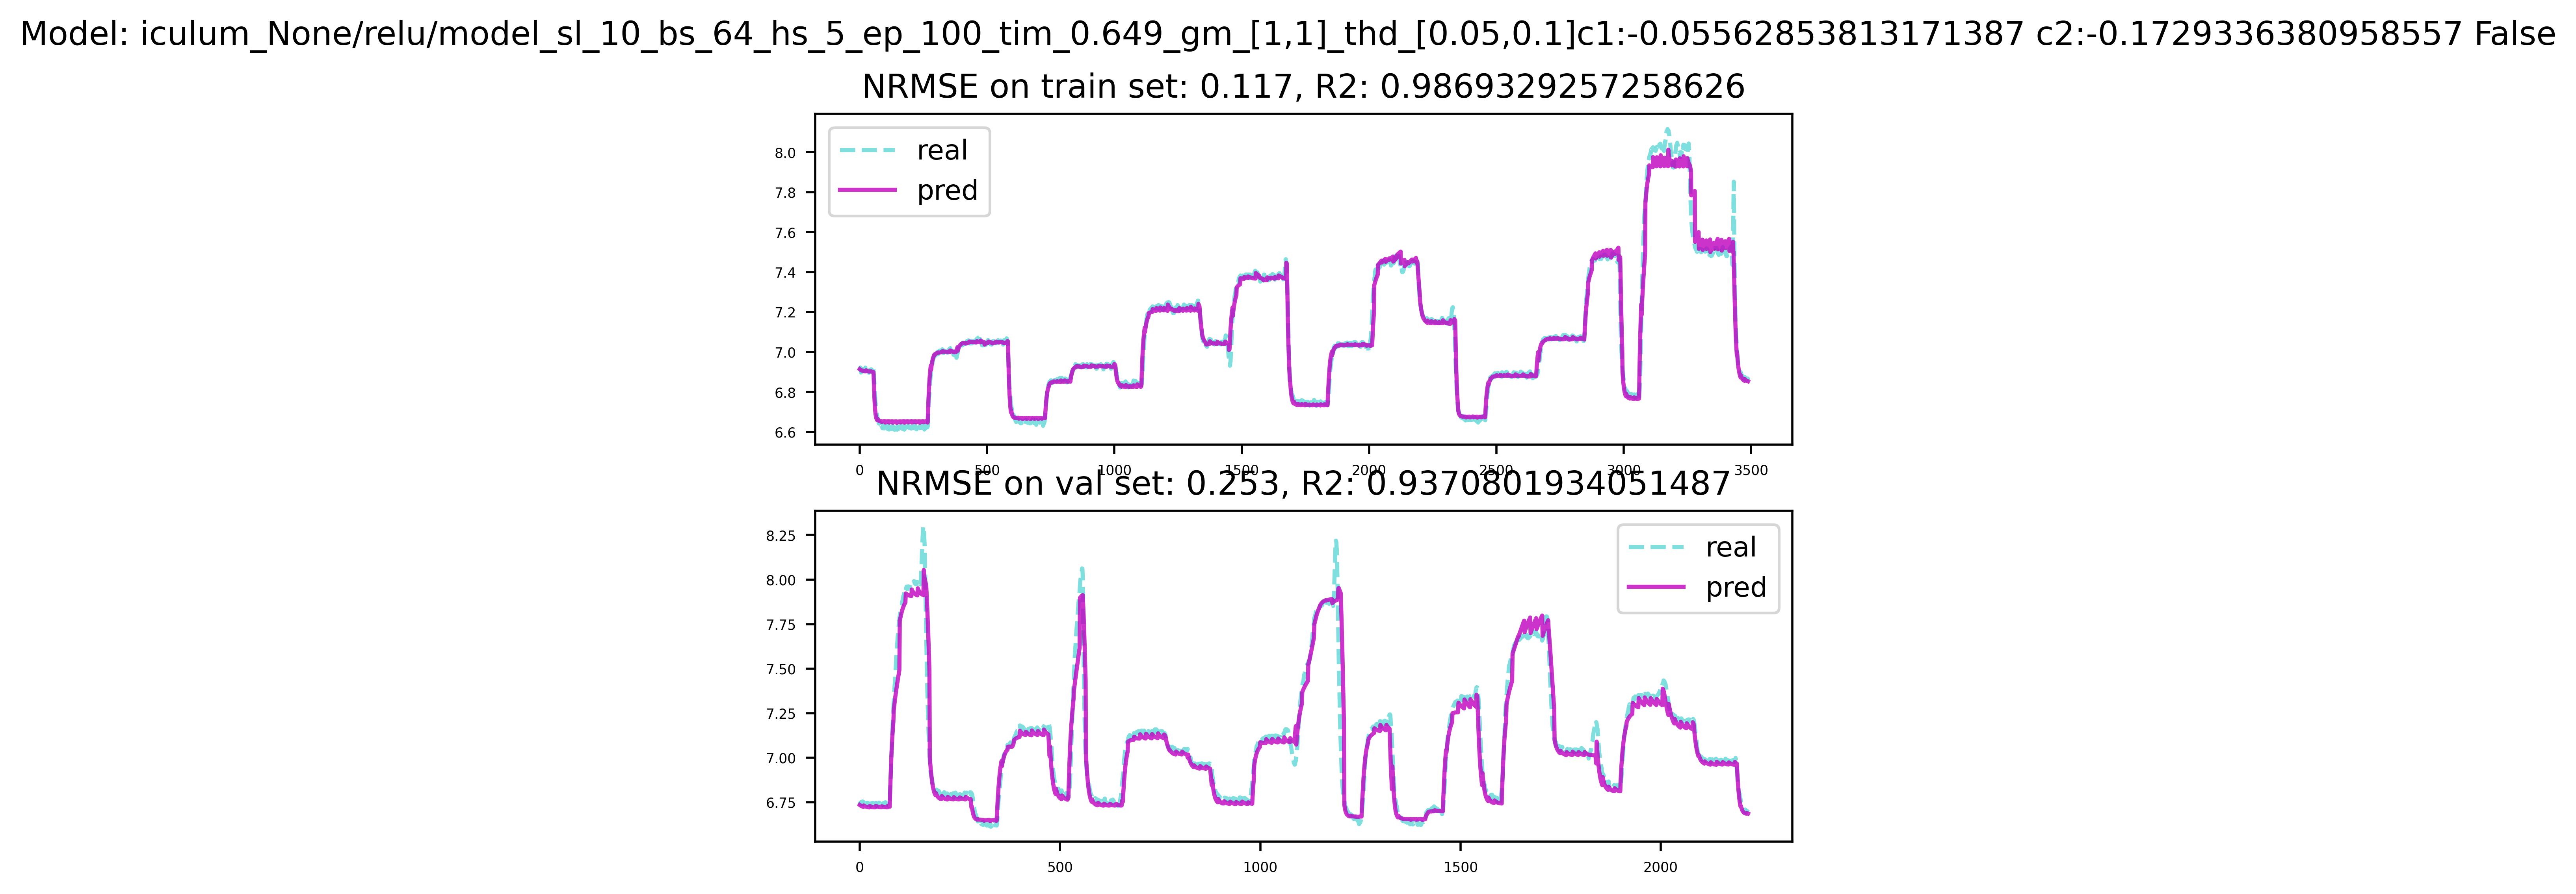 Model: iculum_None/relu/model_sl_10_bs_64_hs_5_ep_100_tim_0.649_gm_[1,1]_thd_[0.05,0.1]c1:-0.05562853813171387 c2:-0.1729336380958557 False
NRMSE on train set: 0.117, R2: 0.9869329257258626
real
pred
8.0
7.8
7.6
7.4
7.2
7.0
6.8
6.6
0 500 1000 1500 2000 2500 3000 3500
NRMSE on val set: 0.253, R2: 0.9370801934051487
real
pred
8.25
8.00
7.75
7.50
7.25
7.00
6.75
0 500 1000 1500 2000